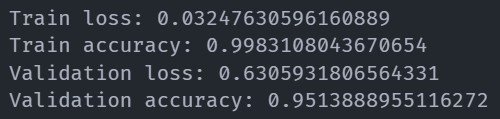 Train loss: 0.03247630596160889
Train accuracy: 0.9983108043670654
Validation loss: 0.6305931806564331
Validation accuracy: 0.9513888955116272